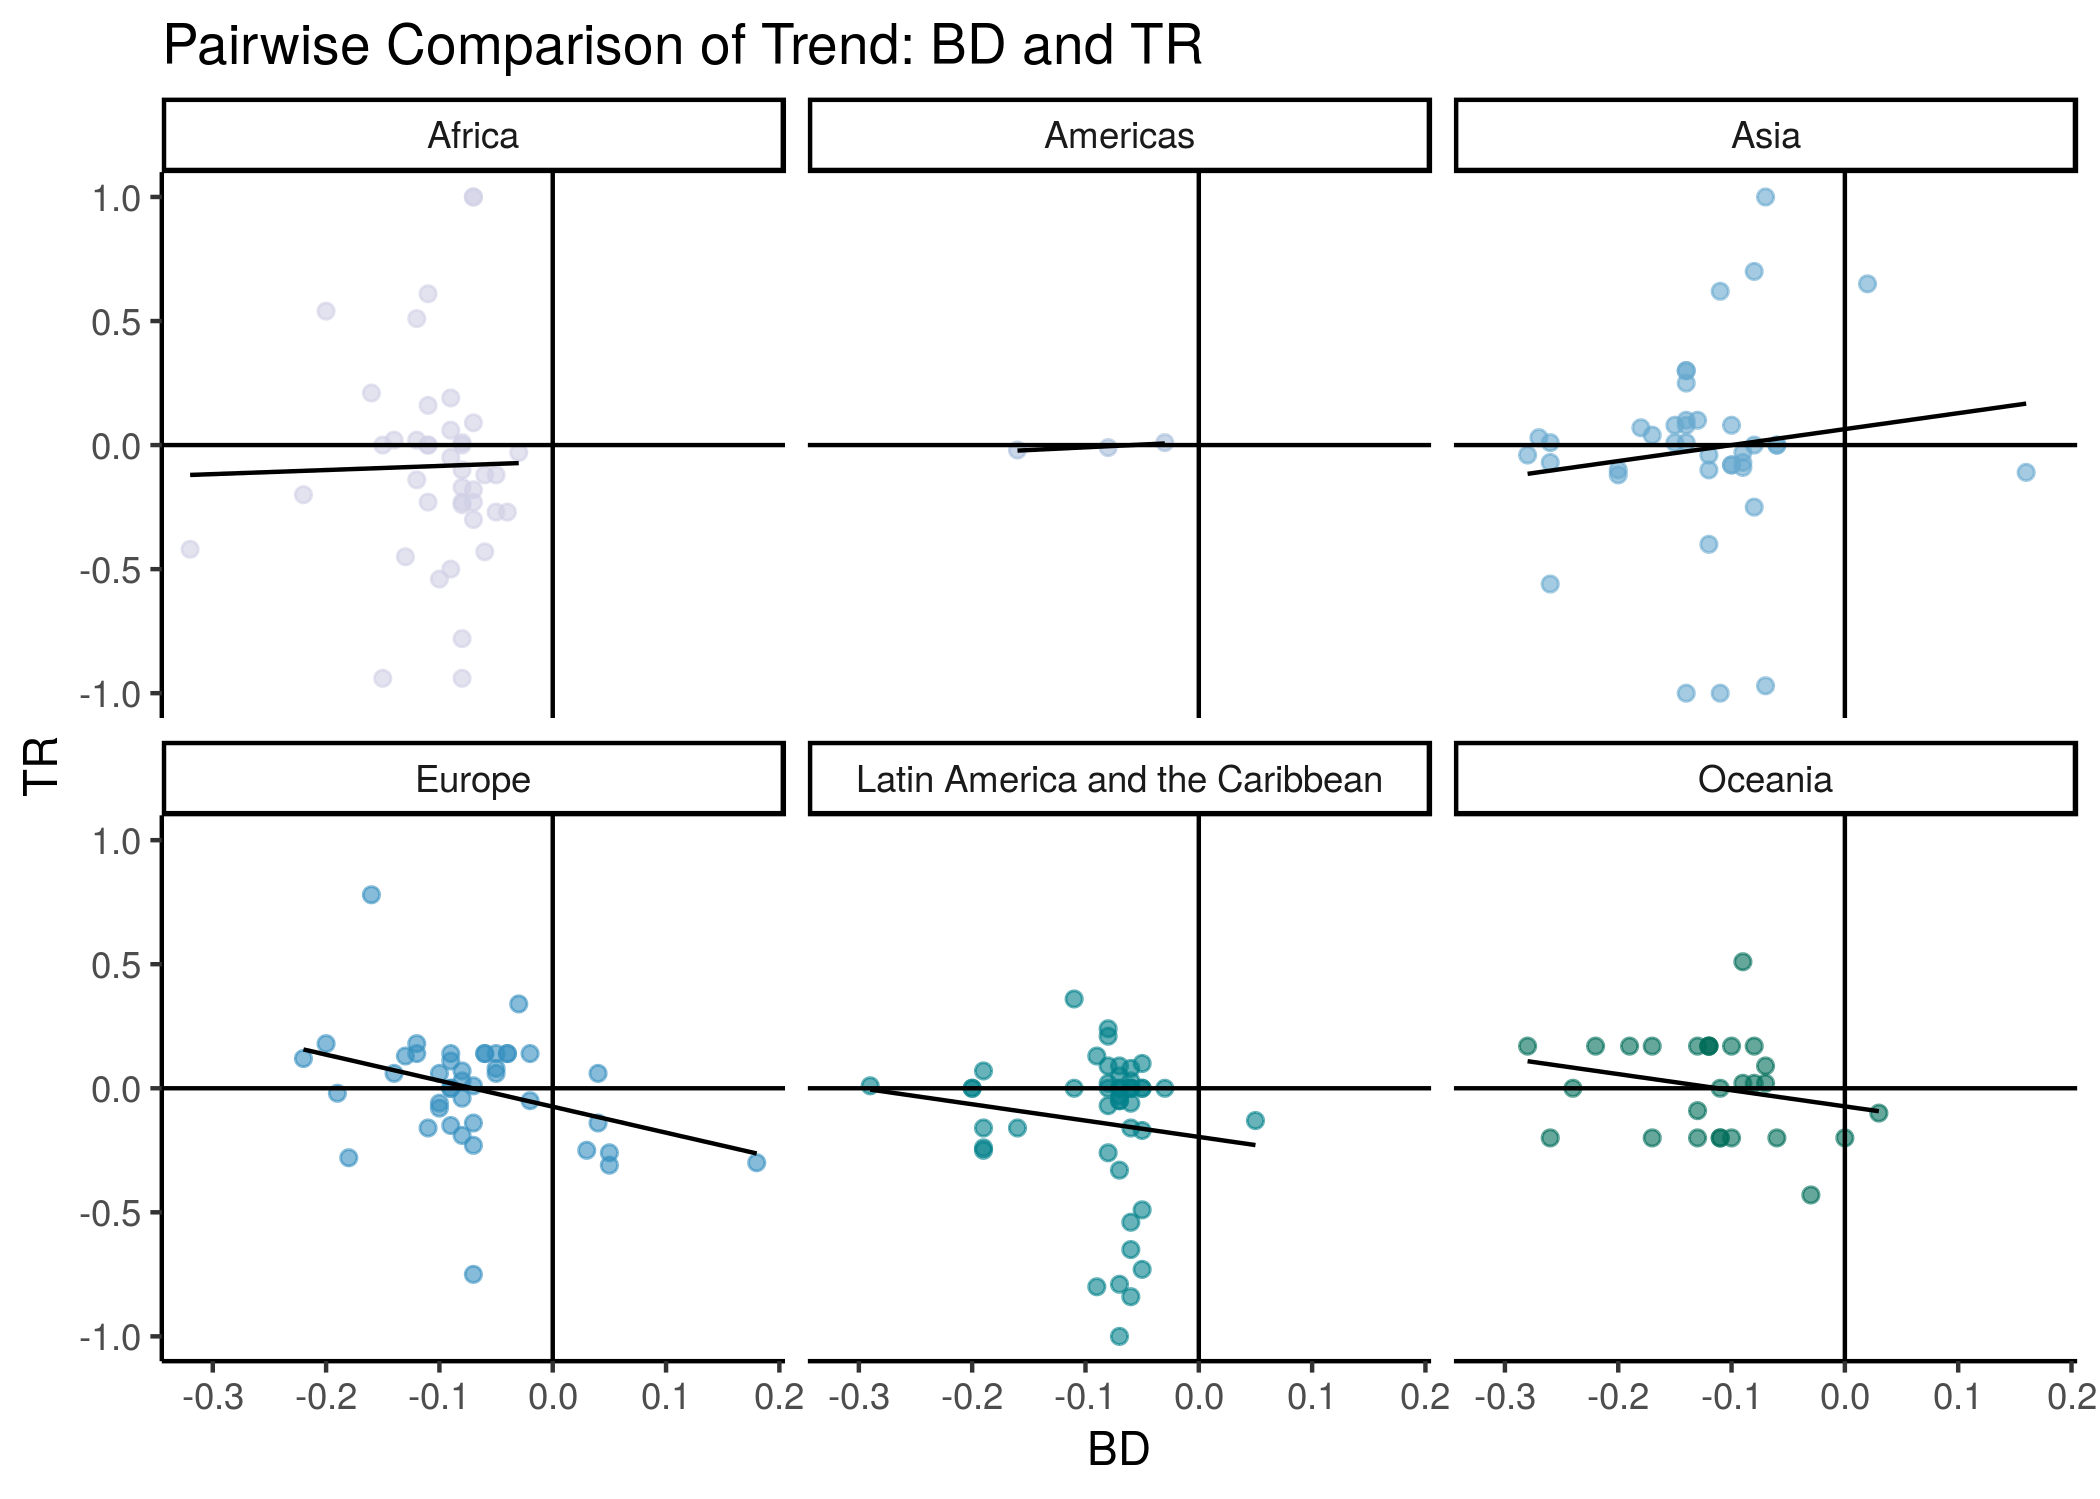 Pairwise Comparison of Trend: BD and TR
Africa
Americas
Asia
1.0
0.5
0.0
-0.5
-1.0
TR
Europe
Latin America and the Caribbean
Oceania
1.0
0.5
0.0
-0.5
-1.0
-0.3 -0.2 -0.1 0.0 0.1 0.2 -0.3 -0.2 -0.1 0.0 0.1 0.2 -0.3 -0.2 -0.1 0.0 0.1 0.2
BD